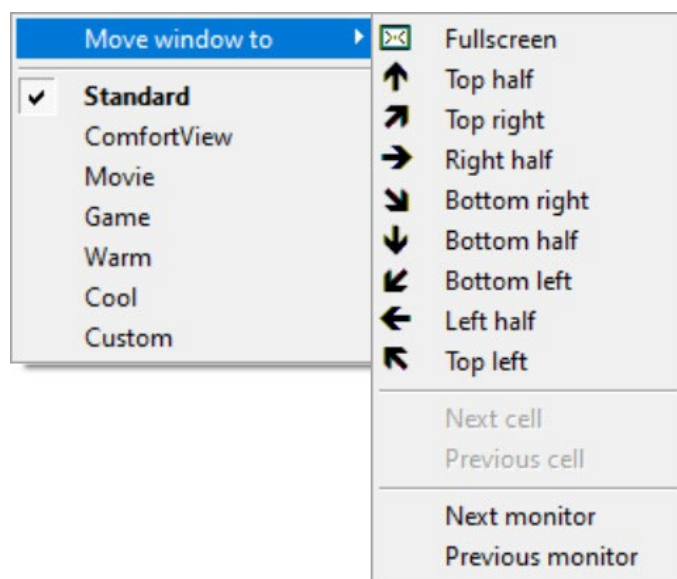 Move window to
Standard
ComfortView
Movie
Game
Warm
Cool
Custom
Fullscreen
Top half
Top right
Right half
Bottom right
Bottom half
Bottom left
Left half
Top left
Next cell
Previous cell
Next monitor
Previous monitor